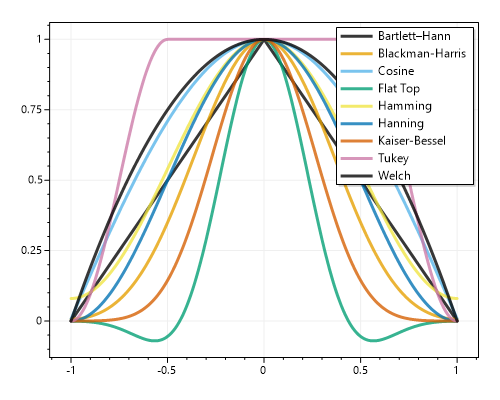 1
0.75
0.5
0.25
0
-1
-0.5
0
0.5
1
Bartlett–Hann
Blackman-Harris
Cosine
Flat Top
Hamming
Hanning
Kaiser-Bessel
Tukey
Welch